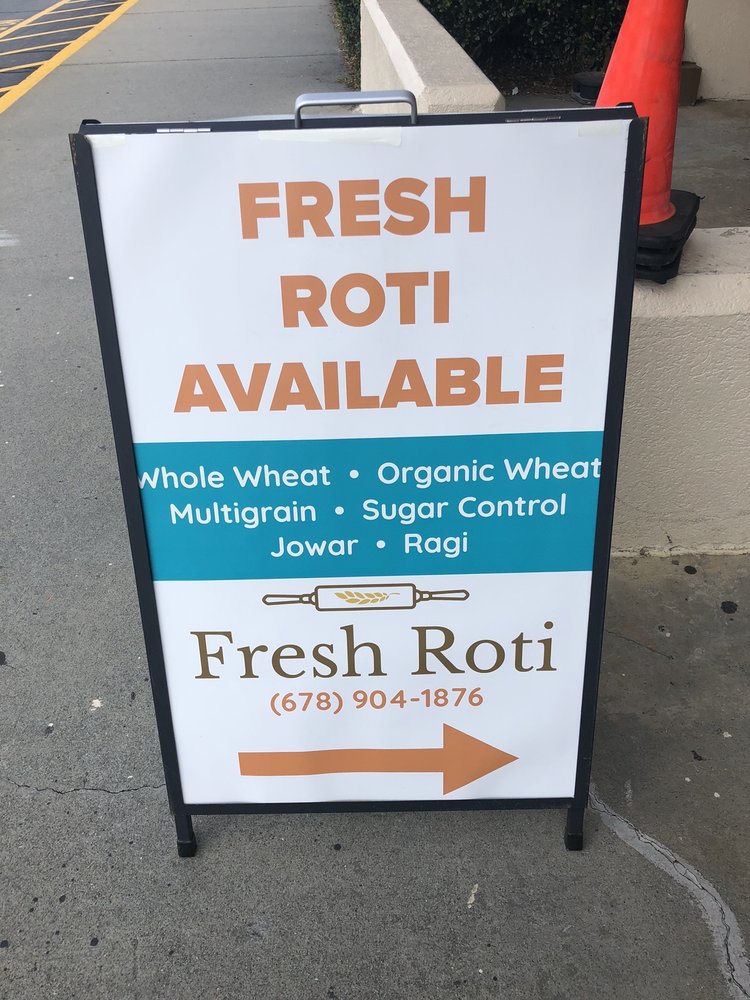 FRESH
ROTI
AVAILABLE
Whole Wheat • Organic Wheat
Multigrain • Sugar Control
Jowar • Ragi
Fresh Roti
(678) 904-1876